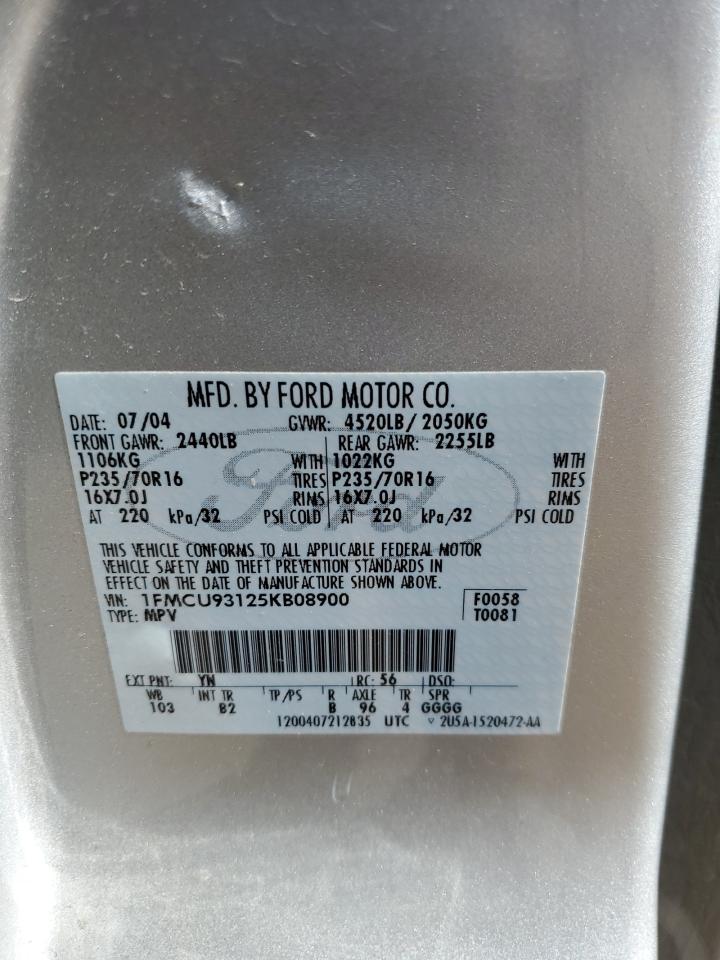 MFD. BY FORD MOTOR CO.
DATE: 07/04 GVWR: 4520LB/ 2050KG
FRONT GAWR: 2440LB REAR GAWR: 2255LB
1106KG WITH 1022KG WITH
P235/70R16 TIRES P235/70R16 TIRES
16X7.0J RIMS 16X7.0J RIMS
AT 220 kPa/32 PSI COLD AT 220 kPa/32 PSI COLD
Ford
THIS VEHICLE CONFORMS TO ALL APPLICABLE FEDERAL MOTOR
VEHICLE SAFETY AND THEFT PREVENTION STANDARDS IN
EFFECT ON THE DATE OF MANUFACTURE SHOWN ABOVE.
VIN: 1FMCU93125KB08900 F0058
TYPE: MPV T0081
EXT PNT: YN RC: 56 DSO:
WB INT TR TP/PS R AXLE TR SPR
103 B2 B 96 4 GGGG
1200407212835 UTC ▽ 2U5A-1520472-AA